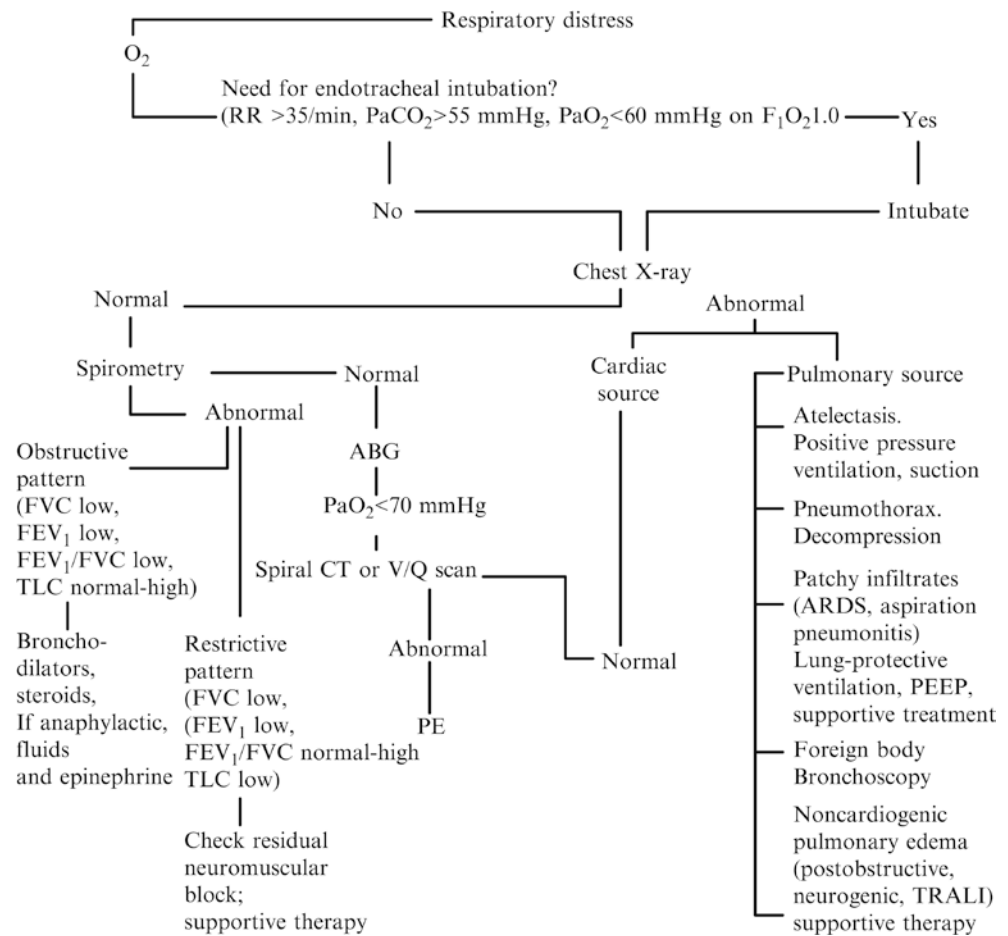 Respiratory distress
O₂
Need for endotracheal intubation?
(RR >35/min, PaCO₂>55 mmHg, PaO₂<60 mmHg on F₁O₂1.0
Yes
No
Intubate
Chest X-ray
Normal
Abnormal
Spirometry
Normal
Cardiac
source
Pulmonary source
Abnormal
Obstructive
pattern
(FVC low,
FEV₁ low,
FEV₁/FVC low,
TLC normal-high)
Broncho-
dilators,
steroids,
If anaphylactic,
fluids
and epinephrine
Restrictive
pattern
(FVC low,
(FEV₁ low,
FEV₁/FVC normal-high
TLC low)
Check residual
neuromuscular
block;
supportive therapy
ABG
PaO₂<70 mmHg
Spiral CT or V/Q scan
Abnormal
PE
Normal
Atelectasis.
Positive pressure
ventilation, suction
Pneumothorax.
Decompression
Patchy infiltrates
(ARDS, aspiration
pneumonitis)
Lung-protective
ventilation, PEEP,
supportive treatment
Foreign body
Bronchoscopy
Noncardiogenic
pulmonary edema
(postobstructive,
neurogenic, TRALI)
supportive therapy